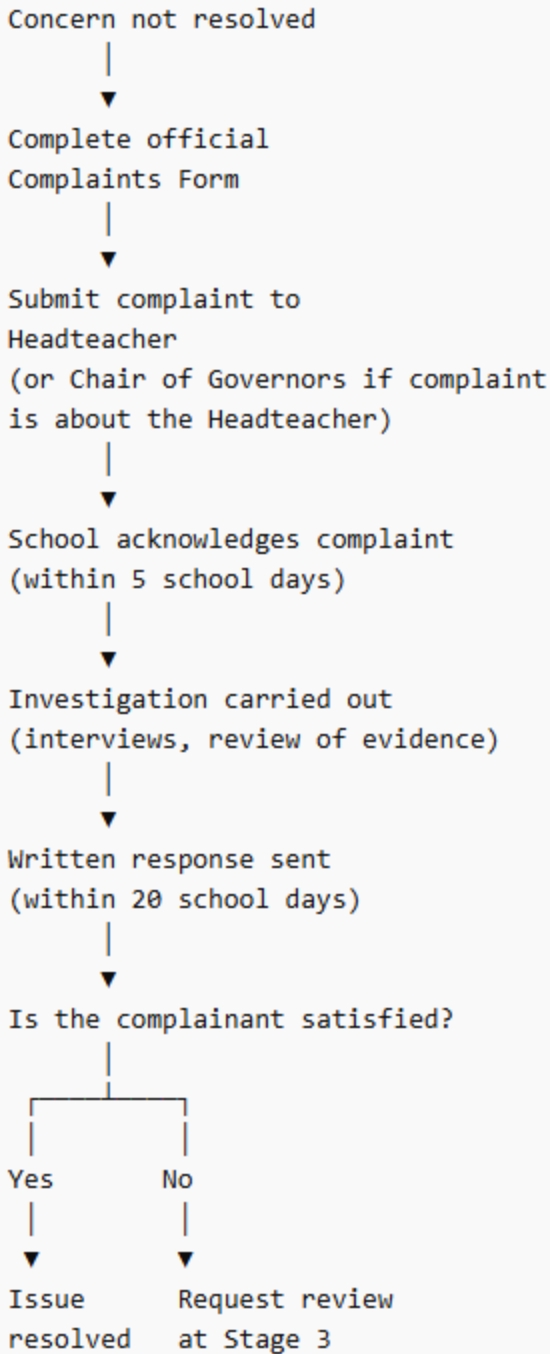 Concern not resolved
Complete official
Complaints Form
Submit complaint to
Headteacher
(or Chair of Governors if complaint
is about the Headteacher)
School acknowledges complaint
(within 5 school days)
Investigation carried out
(interviews, review of evidence)
Written response sent
(within 20 school days)
Is the complainant satisfied?
Yes No
Issue Request review
resolved at Stage 3